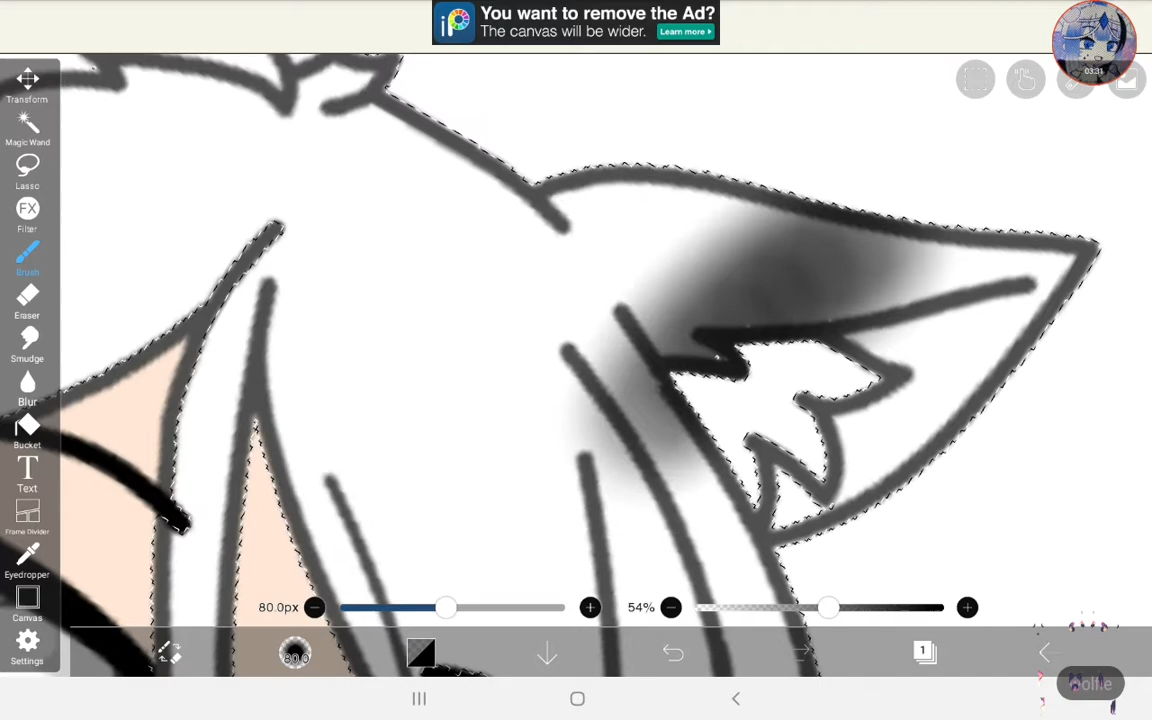 You want to remove the Ad?
The canvas will be wider.
Learn more ▸
iP
03:31
Transform
Magic Wand
Lasso
FX
Filter
Brush
Eraser
Smudge
Blur
Bucket
T
Text
Frame Divider
Eyedropper
Canvas
Settings
80.0px
54%
80.0
1